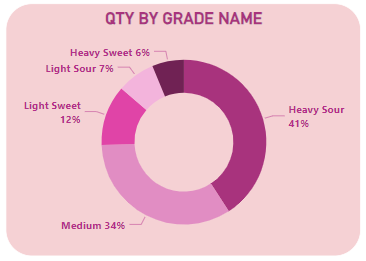 QTY BY GRADE NAME
Heavy Sweet 6%
Light Sour 7%
Light Sweet
12%
Heavy Sour
41%
Medium 34%